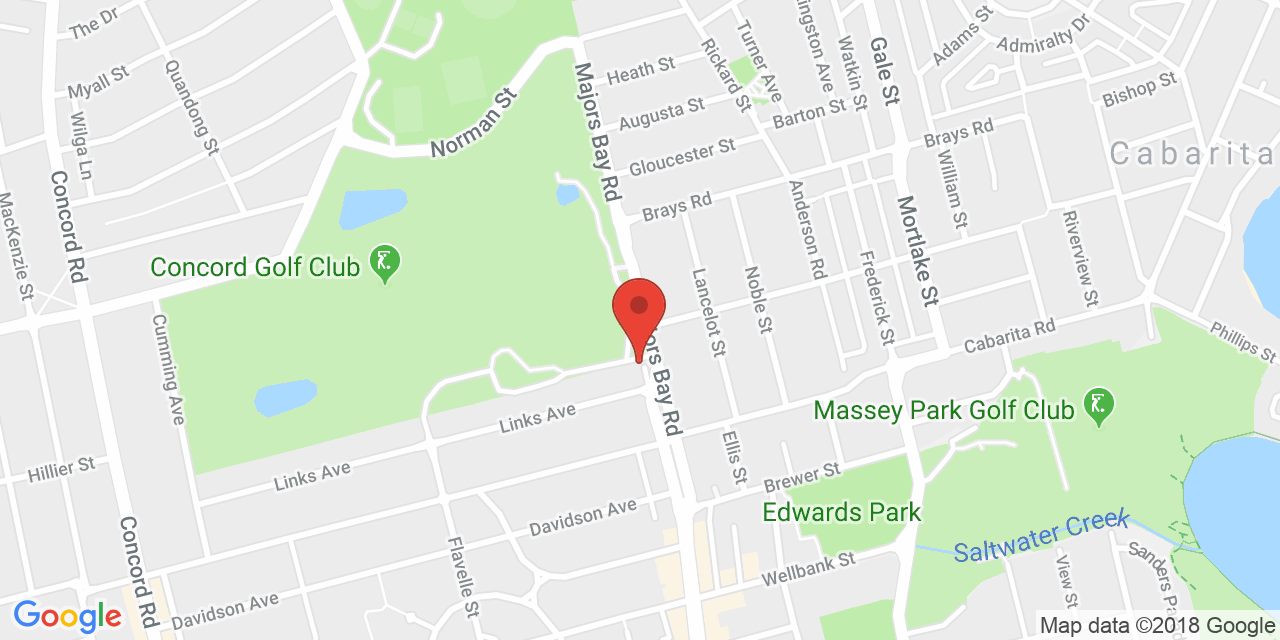 The Dr
Myall St
Quandong St
Wilga Ln
MacKenzie St
Concord Rd
Norman St
Majors Bay Rd
Heath St
Augusta St
Gloucester St
Brays Rd
Rickard St
Turner Ave
Watkin St
Gale St
Barton St
Adams St
Admiralty Dr
Bishop St
Brays Rd
Cabarita
William St
Anderson Rd
Mortlake St
Riverview St
Concord Golf Club
Lancelot St
Noble St
Frederick St
Cumming Ave
Cabarita Rd
Phillips St
ors Bay Rd
Massey Park Golf Club
Links Ave
Links Ave
Hillier St
Ellis St
Brewer St
Edwards Park
Davidson Ave
Saltwater Creek
Concord Rd
Flavelle St
Wellbank St
View St
Sanders Pa
Davidson Ave
Google
Map data ©2018 Google